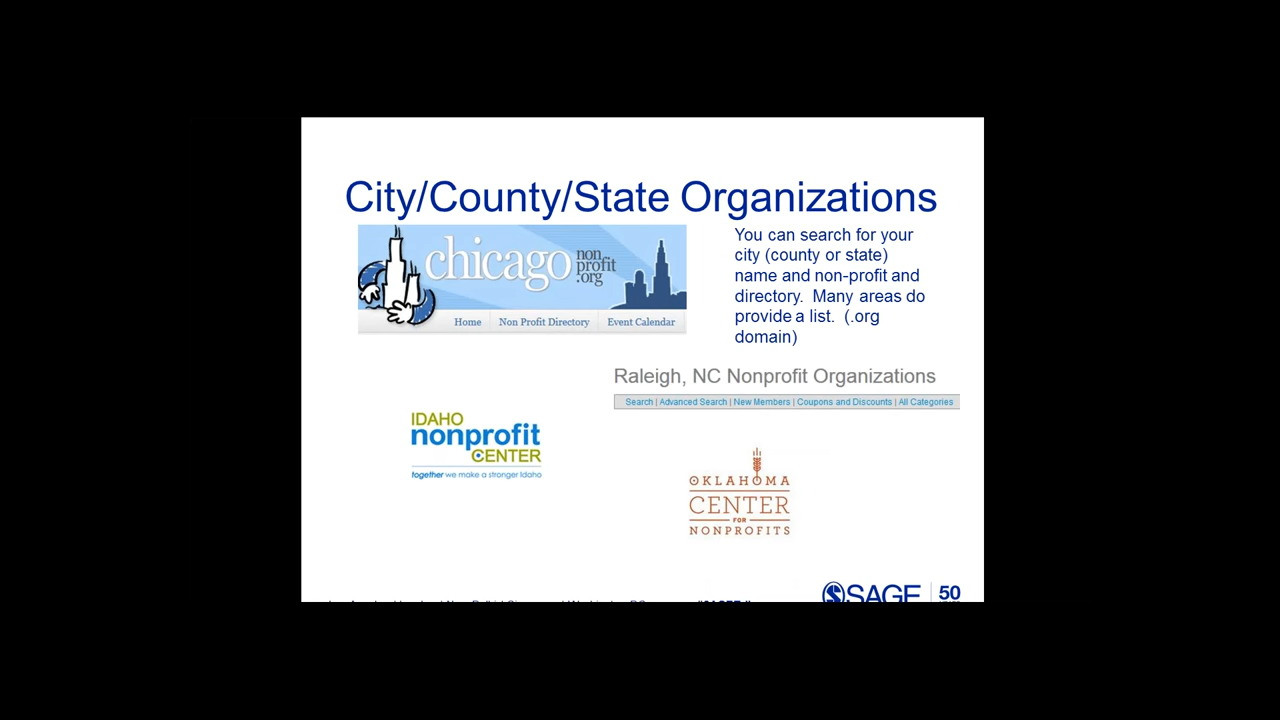 City/County/State Organizations
chicago
non
profit
.org
Home Non Profit Directory Event Calendar
You can search for your
city (county or state)
name and non-profit and
directory. Many areas do
provide a list. (.org
domain)
Raleigh, NC Nonprofit Organizations
Search | Advanced Search | New Members | Coupons and Discounts | All Categories
IDAHO
nonprofit
CENTER
together we make a stronger Idaho
OKLAHOMA
CENTER
FOR
NONPROFITS
SAGE 50